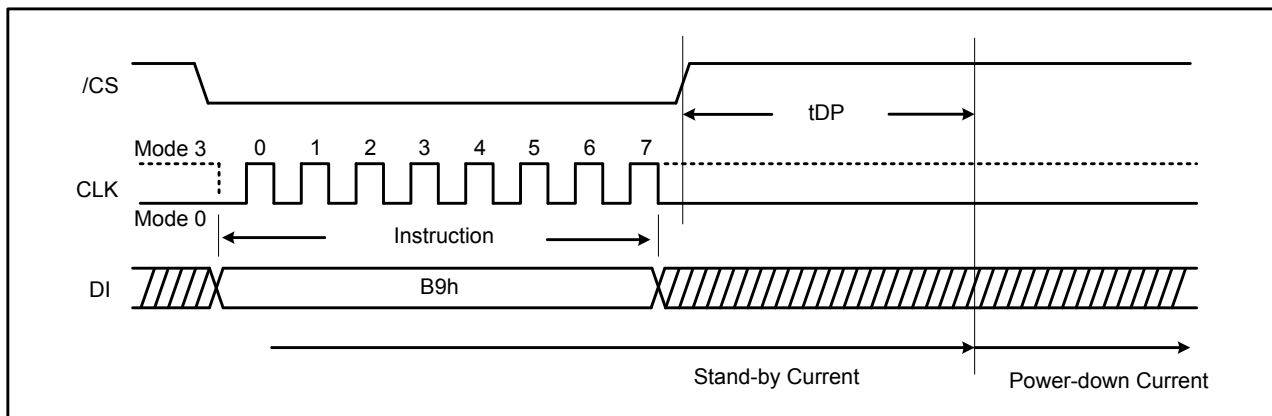 /CS
tDP
Mode 3
0 1 2 3 4 5 6 7
CLK
Mode 0
Instruction
DI
B9h
Stand-by Current
Power-down Current